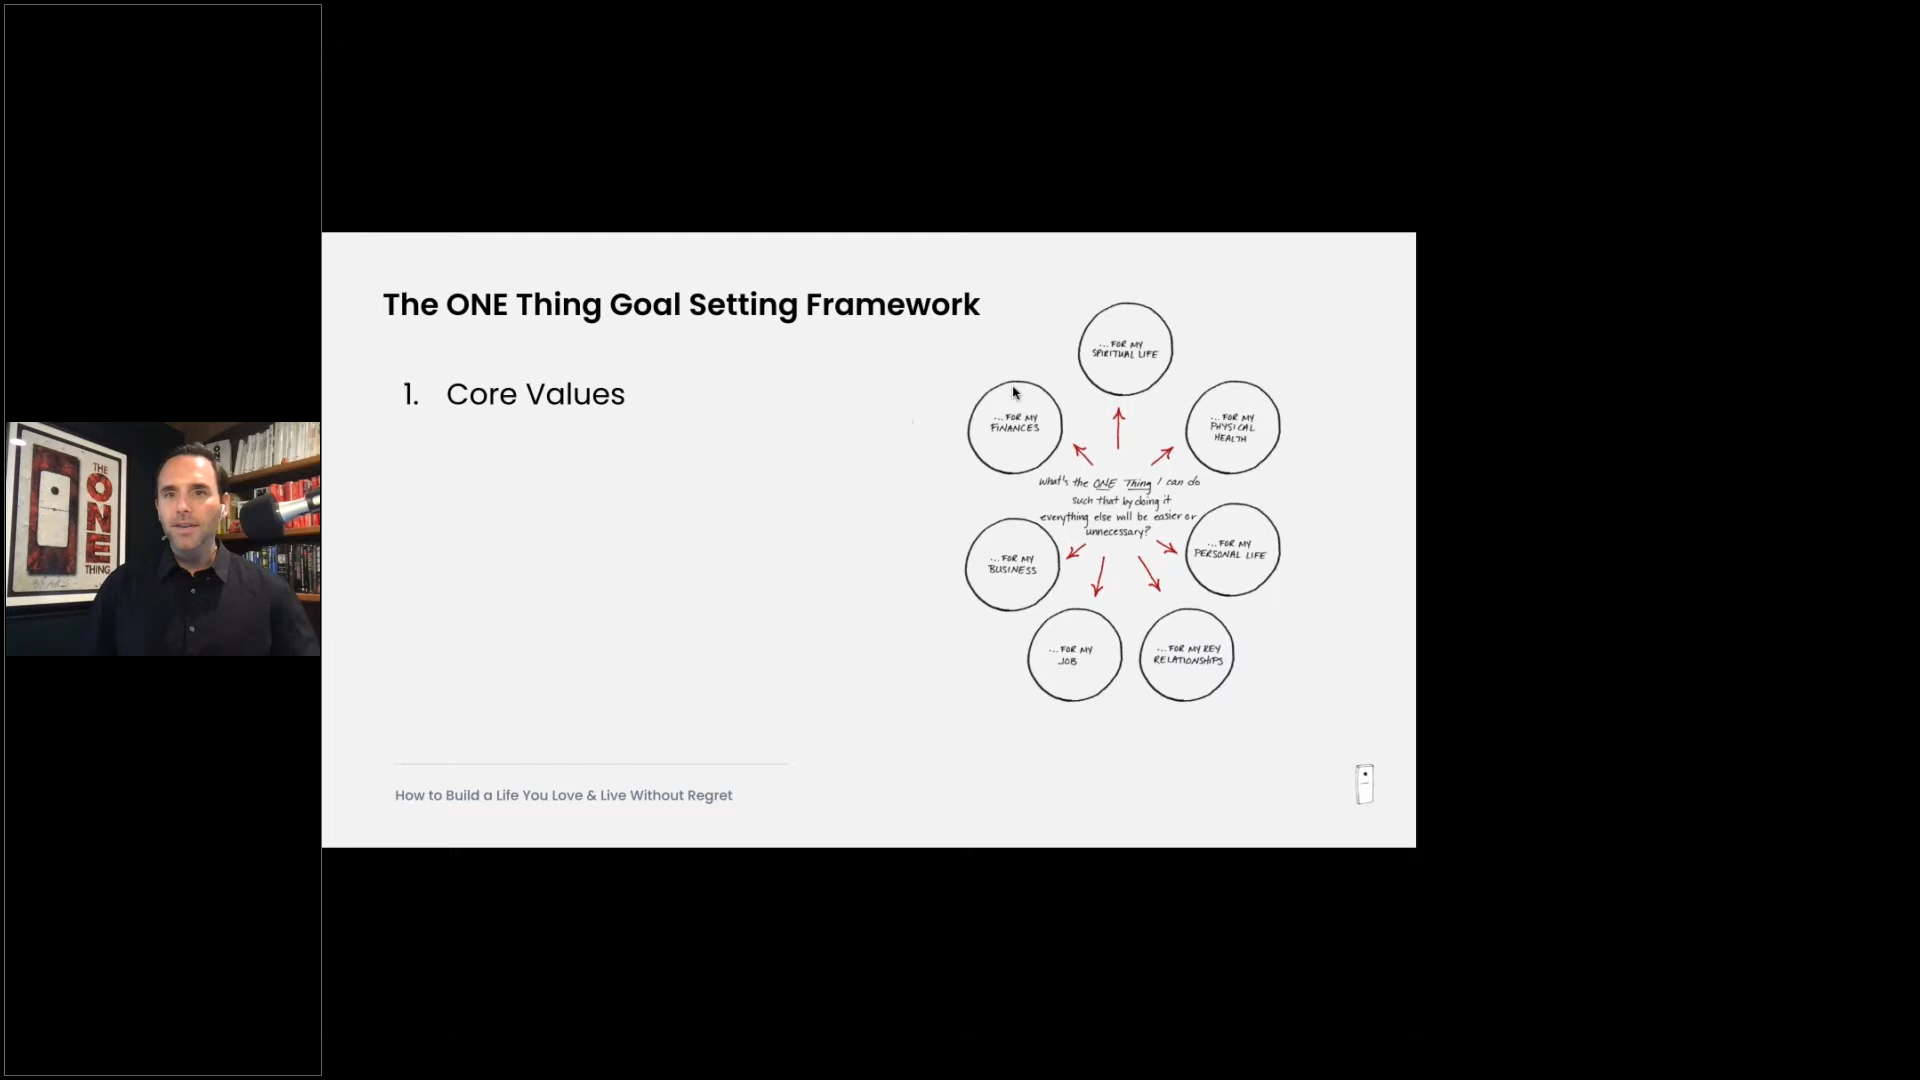 The ONE Thing Goal Setting Framework
1. Core Values
...FOR MY
SPIRITUAL LIFE
...FOR MY
FINANCES
...FOR MY
PHYSICAL
HEALTH
What's the ONE Thing I can do
such that by doing it
everything else will be easier or
unnecessary?
...FOR MY
BUSINESS
...FOR MY
PERSONAL LIFE
...FOR MY
JOB
...FOR MY KEY
RELATIONSHIPS
How to Build a Life You Love & Live Without Regret
THE
ONE
THING